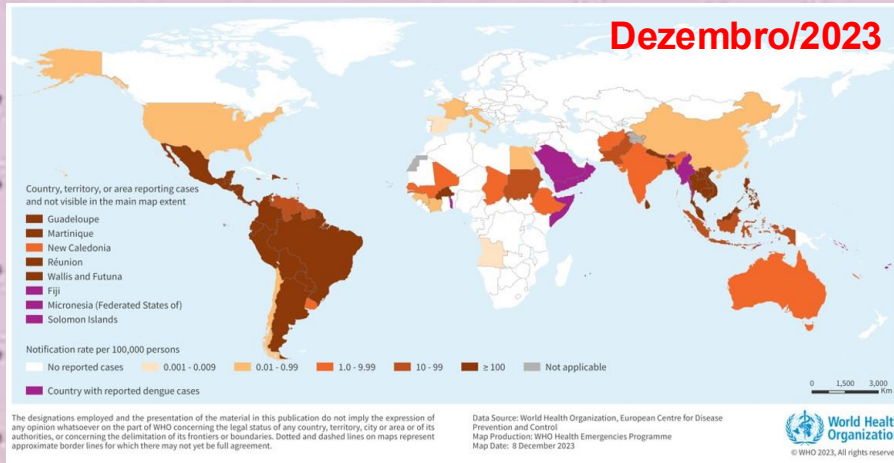 Dezembro/2023
Country, territory, or area reporting cases
and not visible in the main map extent
Guadeloupe
Martinique
New Caledonia
Réunion
Wallis and Futuna
Fiji
Micronesia (Federated States of)
Solomon Islands
Notification rate per 100,000 persons
No reported cases 0.001 - 0.009 0.01 - 0.99 1.0 - 9.99 10 - 99 ≥ 100 Not applicable
Country with reported dengue cases
0 1,500 3,000
Km
The designations employed and the presentation of the material in this publication do not imply the expression of
any opinion whatsoever on the part of WHO concerning the legal status of any country, territory, city or area or of its
authorities, or concerning the delimitation of its frontiers or boundaries. Dotted and dashed lines on maps represent
approximate border lines for which there may not yet be full agreement.
Data Source: World Health Organization, European Centre for Disease
Prevention and Control
Map Production: WHO Health Emergencies Programme
Map Date: 8 December 2023
World Healt
Organizatio
© WHO 2023, All rights reserve